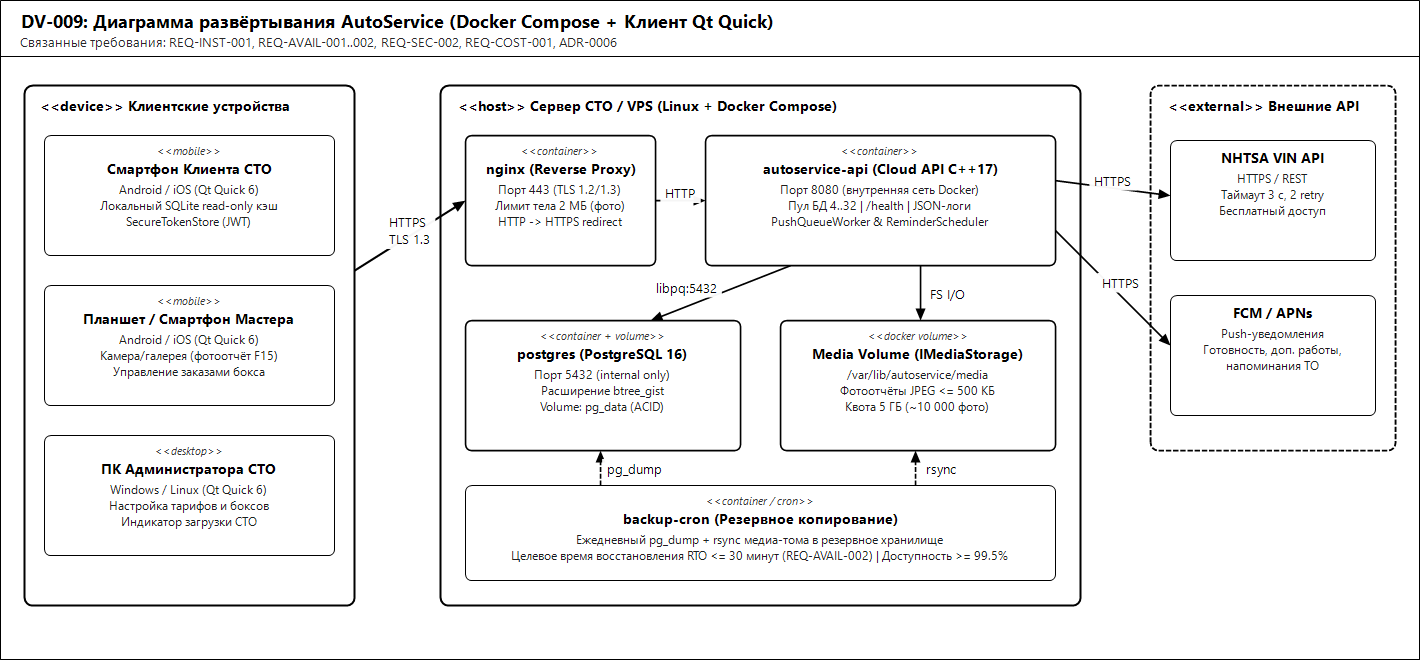 DV-009: Диаграмма развёртывания AutoService (Docker Compose + Клиент Qt Quick)
Связанные требования: REQ-INST-001, REQ-AVAIL-001..002, REQ-SEC-002, REQ-COST-001, ADR-0006
<<device>> Клиентские устройства
<<mobile>>
Смартфон Клиента СТО
Android / iOS (Qt Quick 6)
Локальный SQLite read-only кэш
SecureTokenStore (JWT)
<<mobile>>
Планшет / Смартфон Мастера
Android / iOS (Qt Quick 6)
Камера/галерея (фотоотчёт F15)
Управление заказами бокса
<<desktop>>
ПК Администратора СТО
Windows / Linux (Qt Quick 6)
Настройка тарифов и боксов
Индикатор загрузки СТО
HTTPS
TLS 1.3
<<host>> Сервер СТО / VPS (Linux + Docker Compose)
<<container>>
nginx (Reverse Proxy)
Порт 443 (TLS 1.2/1.3)
Лимит тела 2 МБ (фото)
HTTP -> HTTPS redirect
HTTP
<<container>>
autoservice-api (Cloud API C++17)
Порт 8080 (внутренняя сеть Docker)
Пул БД 4..32 | /health | JSON-логи
PushQueueWorker & ReminderScheduler
libpq:5432
FS I/O
<<container + volume>>
postgres (PostgreSQL 16)
Порт 5432 (internal only)
Расширение btree_gist
Volume: pg_data (ACID)
<<docker volume>>
Media Volume (IMediaStorage)
/var/lib/autoservice/media
Фотоотчёты JPEG <= 500 КБ
Квота 5 ГБ (~10 000 фото)
pg_dump
rsync
<<container / cron>>
backup-cron (Резервное копирование)
Ежедневный pg_dump + rsync медиа-тома в резервное хранилище
Целевое время восстановления RTO <= 30 минут (REQ-AVAIL-002) | Доступность >= 99.5%
HTTPS
HTTPS
<<external>> Внешние API
NHTSA VIN API
HTTPS / REST
Таймаут 3 с, 2 retry
Бесплатный доступ
FCM / APNs
Push-уведомления
Готовность, доп. работы,
напоминания ТО